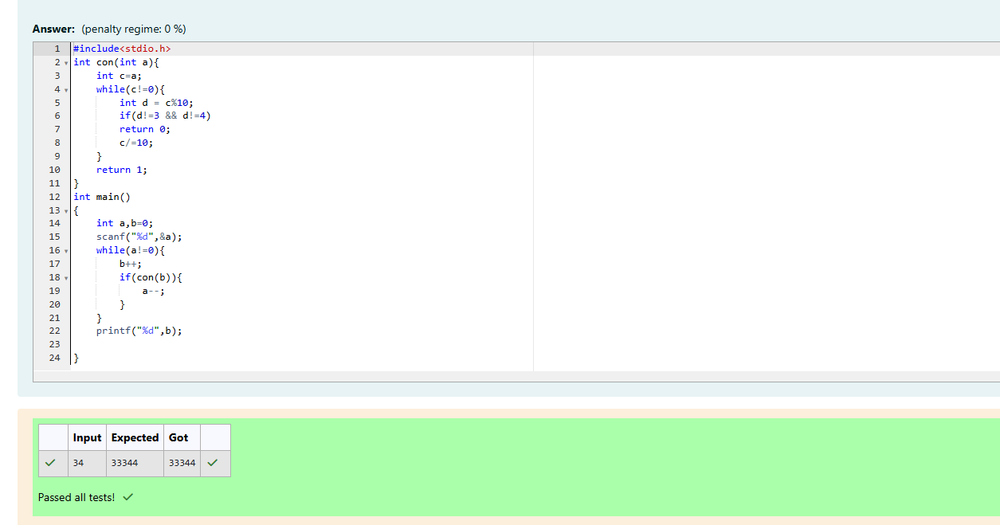 Answer: (penalty regime: 0 %)
1 #include<stdio.h>
2 int con(int a){
3     int c=a;
4     while(c!=0){
5         int d = c%10;
6         if(d!=3 && d!=4)
7         return 0;
8         c/=10;
9     }
10     return 1;
11 }
12 int main()
13 {
14     int a,b=0;
15     scanf("%d",&a);
16     while(a!=0){
17         b++;
18         if(con(b)){
19             a--;
20         }
21     }
22     printf("%d",b);
23
24 }
Input Expected Got
34 33344 33344
Passed all tests!